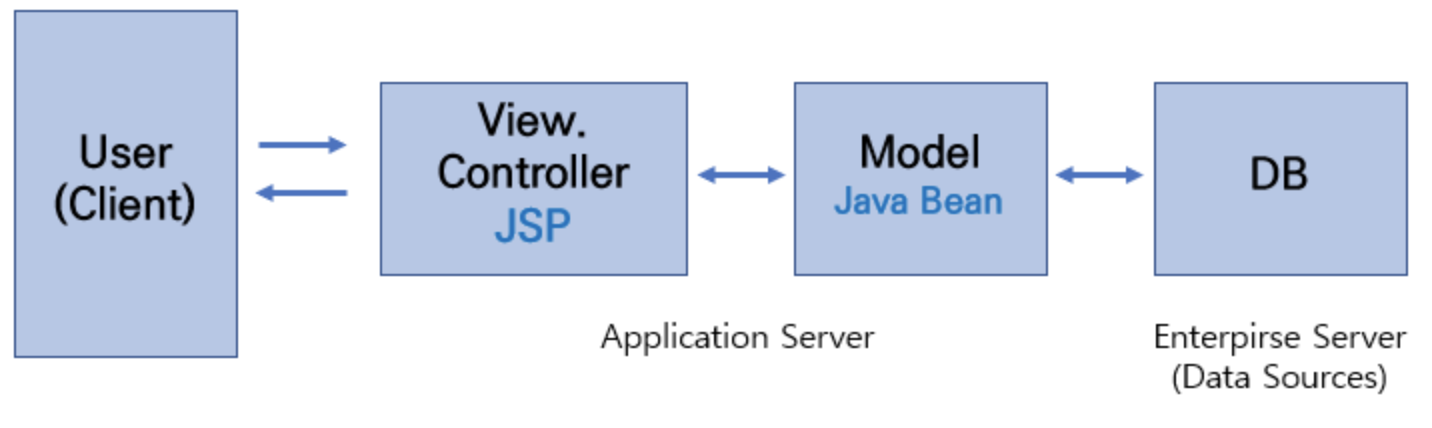 User
(Client)
View.
Controller
JSP
Model
Java Bean
DB
Application Server
Enterpirse Server
(Data Sources)